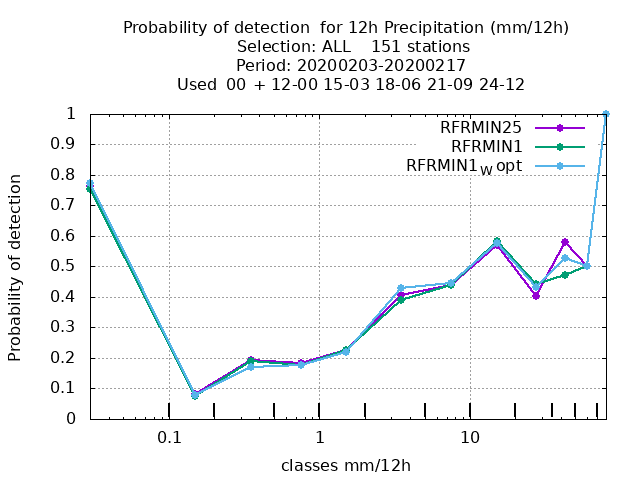 Probability of detection  for 12h Precipitation (mm/12h)
Selection: ALL    151 stations
Period: 20200203-20200217
Used  00 + 12-00 15-03 18-06 21-09 24-12
RFRMIN25
RFRMIN1
RFRMIN1W opt
Probability of detection
1
0.9
0.8
0.7
0.6
0.5
0.4
0.3
0.2
0.1
0
0.1 1 10
classes mm/12h